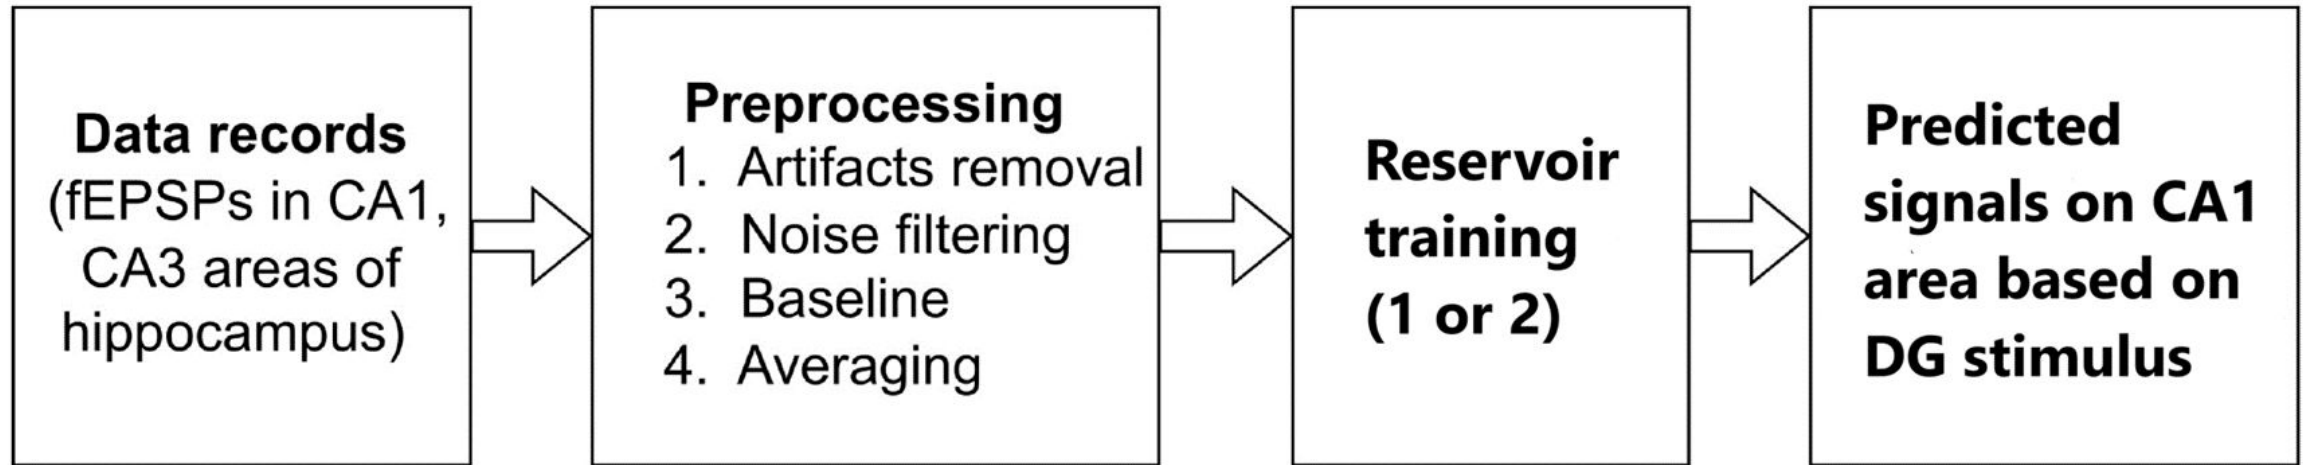 Data records
(fEPSPs in CA1,
CA3 areas of
hippocampus)
Preprocessing
1. Artifacts removal
2. Noise filtering
3. Baseline
4. Averaging
Reservoir
training
(1 or 2)
Predicted
signals on CA1
area based on
DG stimulus